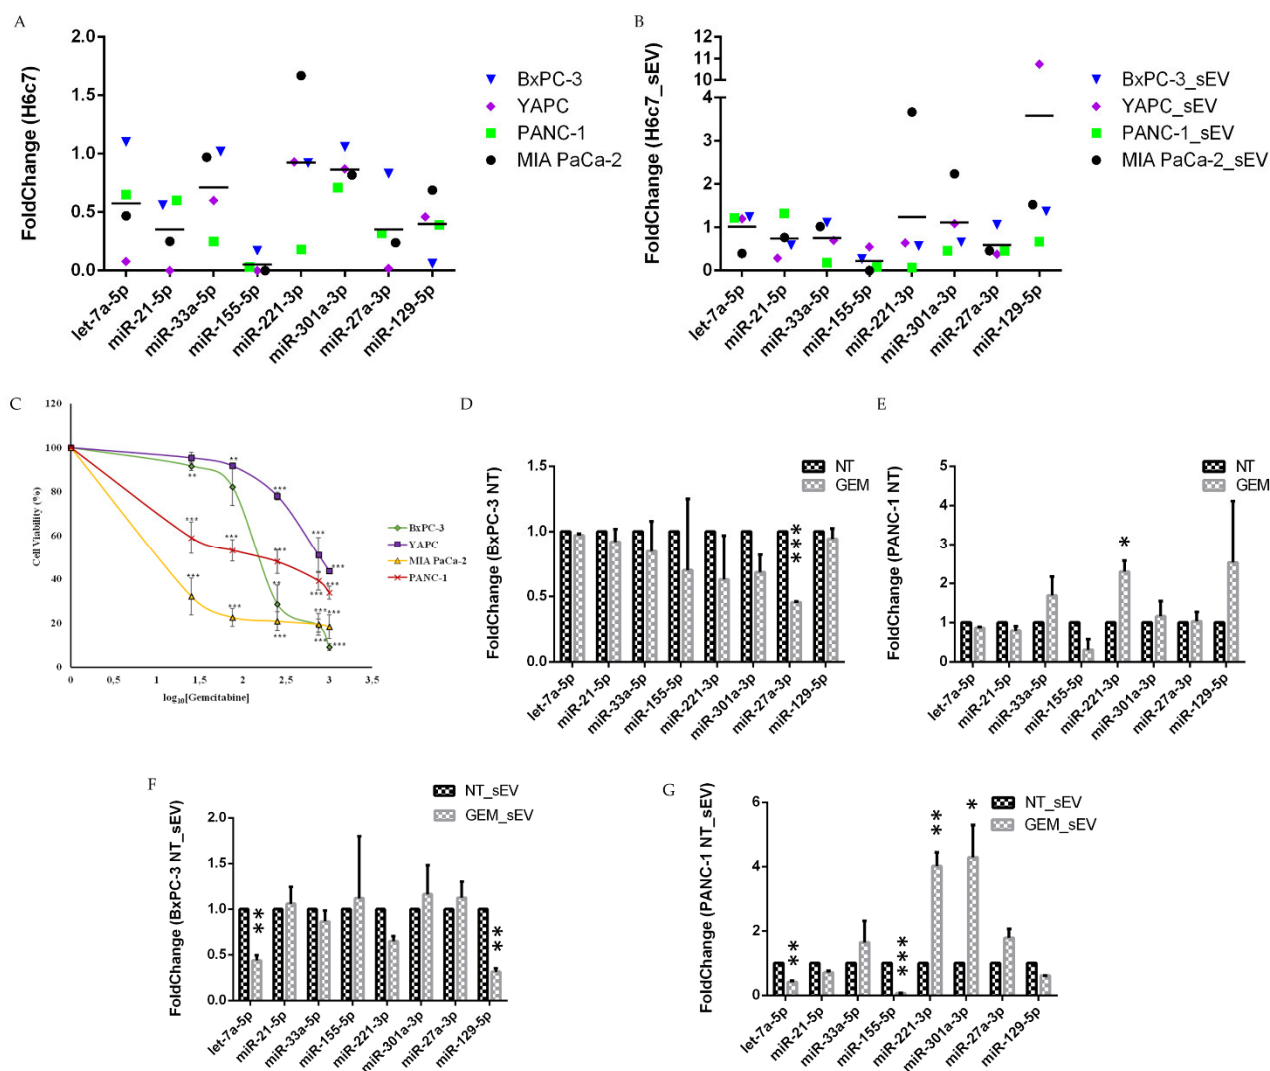 A
FoldChange (H6c7)
2.0
1.5
1.0
0.5
0.0
let-7a-5p
miR-21-5p
miR-33a-5p
miR-155-5p
miR-221-3p
miR-301a-3p
miR-27a-3p
miR-129-5p
BxPC-3
YAPC
PANC-1
MIA PaCa-2
B
FoldChange (H6c7_sEV)
12
11
10
4
3
2
1
0
let-7a-5p
miR-21-5p
miR-33a-5p
miR-155-5p
miR-221-3p
miR-301a-3p
miR-27a-3p
miR-129-5p
BxPC-3_sEV
YAPC_sEV
PANC-1_sEV
MIA PaCa-2_sEV
C
Cell Viability (%)
120
100
80
60
40
20
0
0
0,5
1
1,5
2
2,5
3
3,5
log10[Gemcitabine]
**
**
***
***
***
***
***
***
**
***
***
***
***
***
***
***
***
***
BxPC-3
YAPC
MIA PaCa-2
PANC-1
D
FoldChange (BxPC-3 NT)
1.5
1.0
0.5
0.0
NT
GEM
***
let-7a-5p
miR-21-5p
miR-33a-5p
miR-155-5p
miR-221-3p
miR-301a-3p
miR-27a-3p
miR-129-5p
E
FoldChange (PANC-1 NT)
5
4
3
2
1
0
NT
GEM
*
let-7a-5p
miR-21-5p
miR-33a-5p
miR-155-5p
miR-221-3p
miR-301a-3p
miR-27a-3p
miR-129-5p
F
FoldChange (BxPC-3 NT_sEV)
2.0
1.5
1.0
0.5
0.0
NT_sEV
GEM_sEV
**
**
let-7a-5p
miR-21-5p
miR-33a-5p
miR-155-5p
miR-221-3p
miR-301a-3p
miR-27a-3p
miR-129-5p
G
FoldChange (PANC-1 NT_sEV)
6
4
2
0
NT_sEV
GEM_sEV
**
***
**
*
let-7a-5p
miR-21-5p
miR-33a-5p
miR-155-5p
miR-221-3p
miR-301a-3p
miR-27a-3p
miR-129-5p